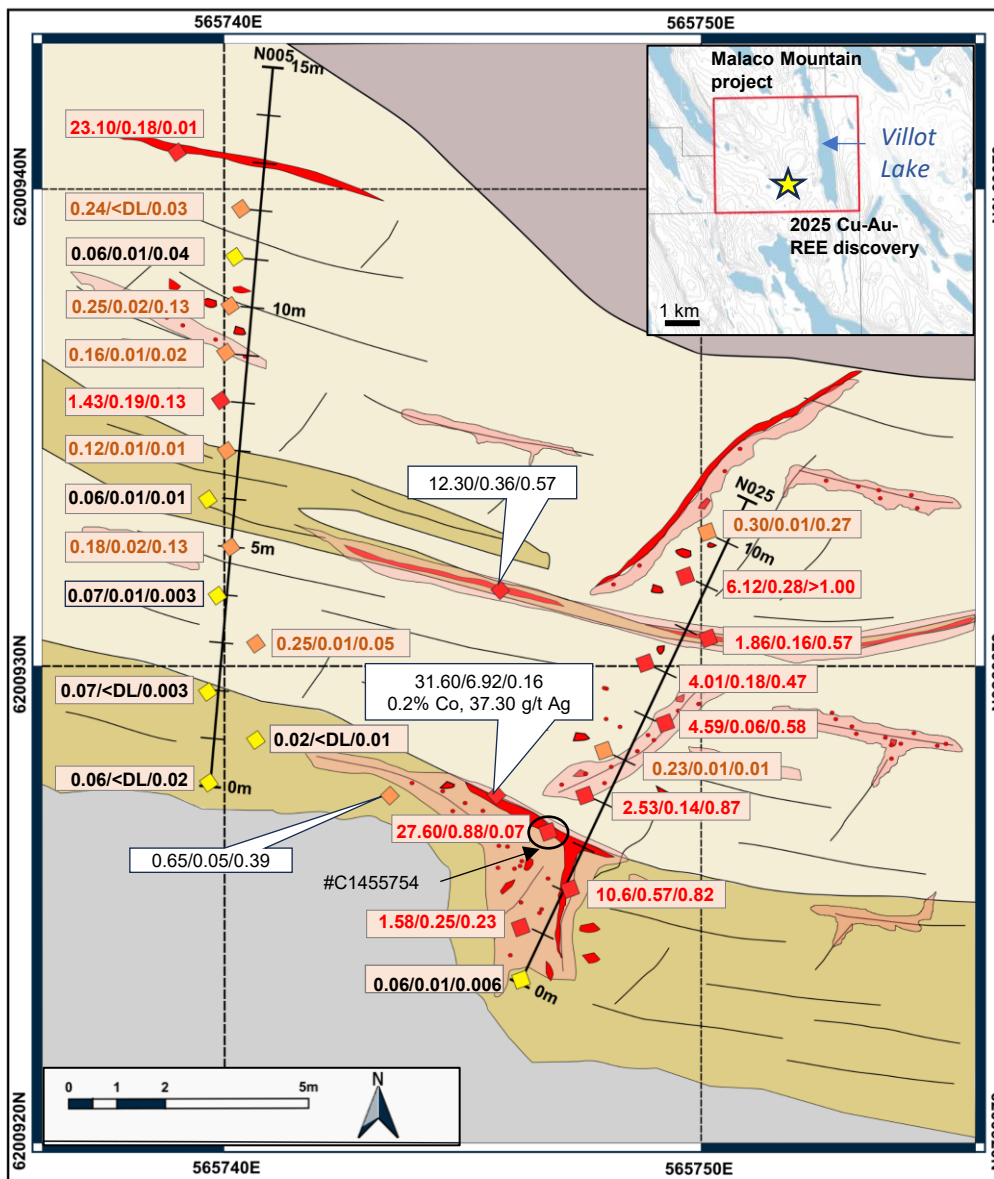 565740E
565750E
N005
15m
Malaco Mountain
project
Villot
Lake
2025 Cu-Au-
REE discovery
1 km
6200940N
23.10/0.18/0.01
0.24/<DL/0.03
0.06/0.01/0.04
0.25/0.02/0.13
10m
0.16/0.01/0.02
1.43/0.19/0.13
0.12/0.01/0.01
12.30/0.36/0.57
N025
0.06/0.01/0.01
0.30/0.01/0.27
0.18/0.02/0.13
5m
10m
0.07/0.01/0.003
6.12/0.28/>1.00
0.25/0.01/0.05
1.86/0.16/0.57
6200930N
0.07/<DL/0.003
31.60/6.92/0.16
0.2% Co, 37.30 g/t Ag
4.01/0.18/0.47
4.59/0.06/0.58
0.02/<DL/0.01
0.23/0.01/0.01
0.06/<DL/0.02
0m
2.53/0.14/0.87
27.60/0.88/0.07
0.65/0.05/0.39
#C1455754
10.6/0.57/0.82
1.58/0.25/0.23
0.06/0.01/0.006
0m
0
1
2
5m
N
6200920N
565740E
565750E